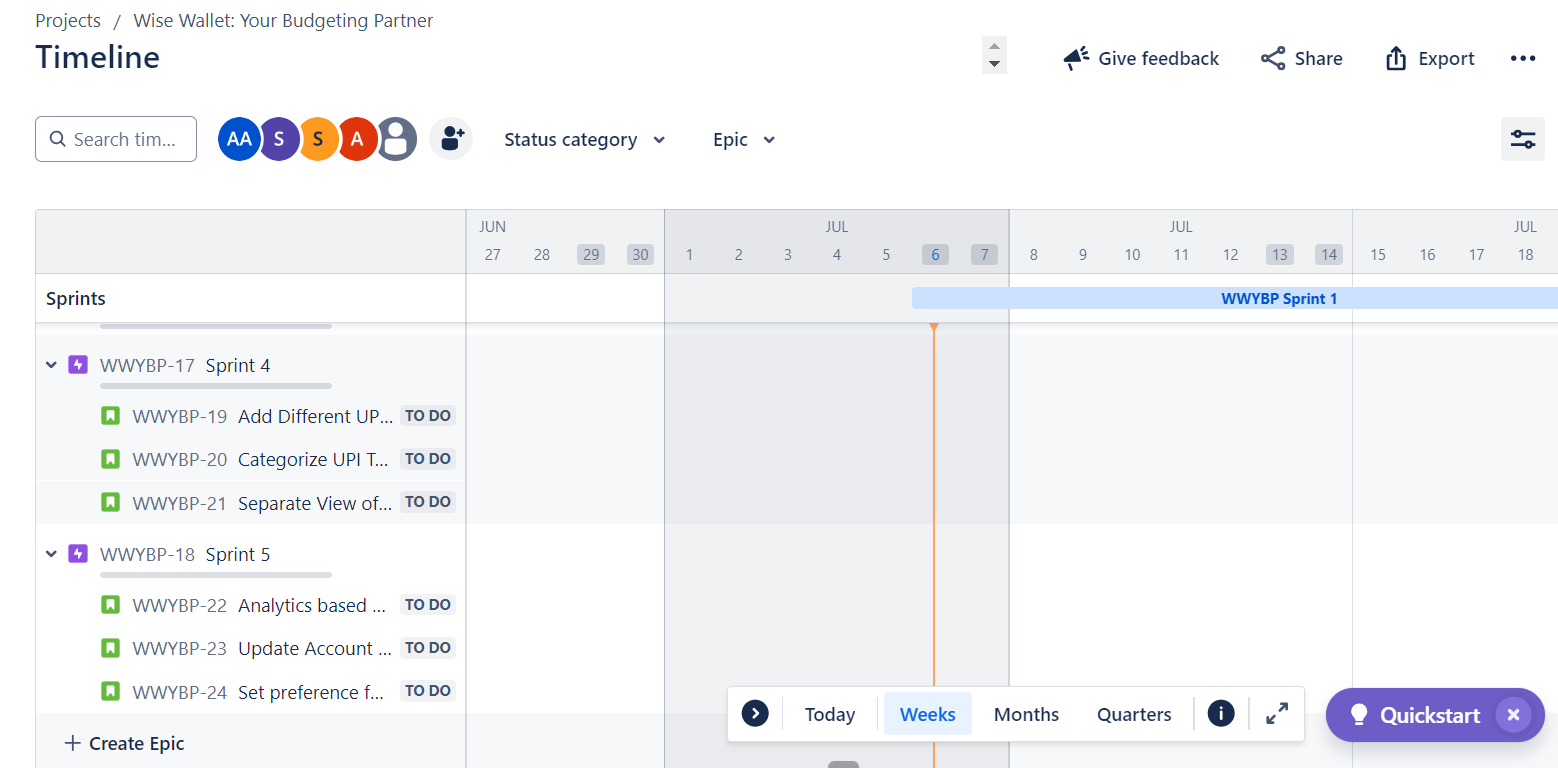 Projects / Wise Wallet: Your Budgeting Partner
Timeline
Give feedback Share Export
Search tim... AA S S A Status category Epic
JUN JUL JUL JUL
27 28 29 30 1 2 3 4 5 6 7 8 9 10 11 12 13 14 15 16 17 18
Sprints WWYBP Sprint 1
WWYBP-17 Sprint 4
WWYBP-19 Add Different UP... TO DO
WWYBP-20 Categorize UPI T... TO DO
WWYBP-21 Separate View of... TO DO
WWYBP-18 Sprint 5
WWYBP-22 Analytics based ... TO DO
WWYBP-23 Update Account ... TO DO
WWYBP-24 Set preference f... TO DO
Today Weeks Months Quarters Quickstart
+ Create Epic